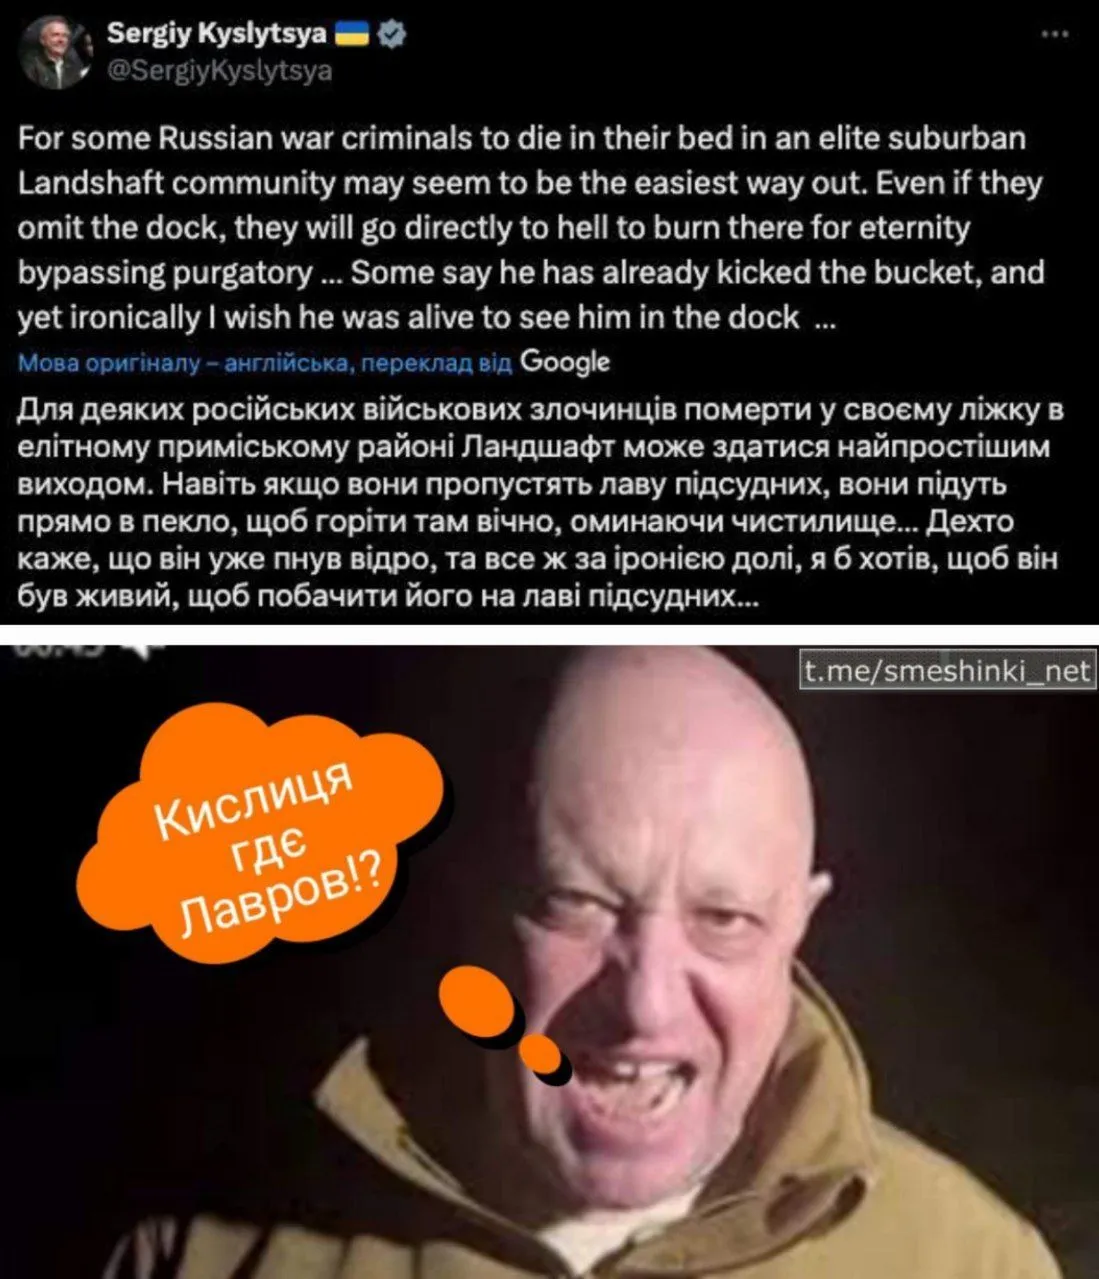 Sergiy Kyslytsya
@SergiyKyslytsya
For some Russian war criminals to die in their bed in an elite suburban
Landshaft community may seem to be the easiest way out. Even if they
omit the dock, they will go directly to hell to burn there for eternity
bypassing purgatory ... Some say he has already kicked the bucket, and
yet ironically I wish he was alive to see him in the dock ...
Мова оригіналу – англійська, переклад від Google
Для деяких російських військових злочинців померти у своєму ліжку в
елітному приміському районі Ландшафт може здатися найпростішим
виходом. Навіть якщо вони пропустять лаву підсудних, вони підуть
прямо в пекло, щоб горіти там вічно, оминаючи чистилище... Дехто
каже, що він уже пнув відро, та все ж за іронією долі, я б хотів, щоб він
був живий, щоб побачити його на лаві підсудних...
t.me/smeshinki_net
Кислиця
гдє
Лавров!?